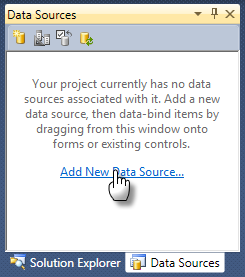 Data Sources
Your project currently has no data
sources associated with it. Add a new
data source, then data-bind items by
dragging from this window onto
forms or existing controls.
Add New Data Source...
Solution Explorer
Data Sources